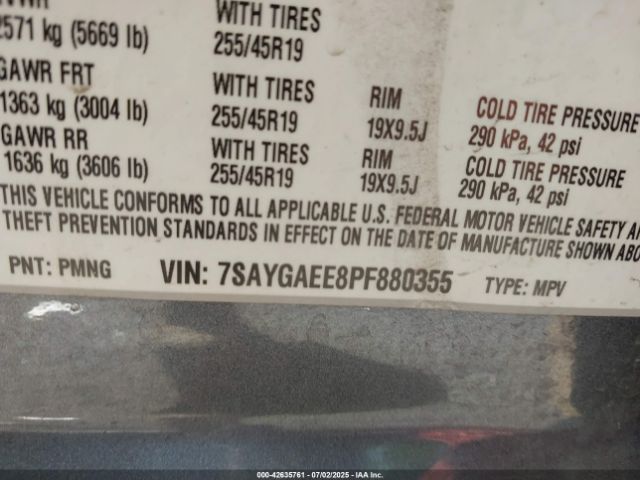 2571 kg (5669 lb) WITH TIRES
255/45R19
GAWR FRT WITH TIRES RIM COLD TIRE PRESSURE
1363 kg (3004 lb) 255/45R19 19X9.5J 290 kPa, 42 psi
GAWR RR WITH TIRES RIM COLD TIRE PRESSURE
1636 kg (3606 lb) 255/45R19 19X9.5J 290 kPa, 42 psi
THIS VEHICLE CONFORMS TO ALL APPLICABLE U.S. FEDERAL MOTOR VEHICLE SAFETY
THEFT PREVENTION STANDARDS IN EFFECT ON THE DATE OF MANUFACTURE SHOWN ABO
PNT: PMNG VIN: 7SAYGAEE8PF880355 TYPE: MPV
000-42635761 | 07/02/2025 | IAA Inc.